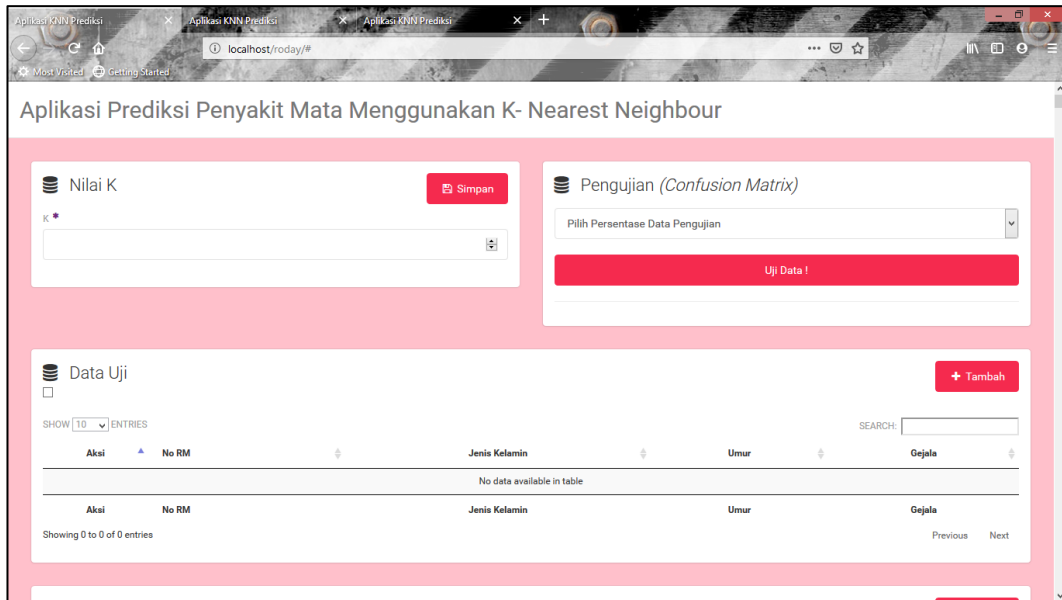 Aplikasi KNN Prediksi Aplikasi KNN Prediksi Aplikasi KNN Prediksi
localhost/roday/#
Most Visited Getting Started
Aplikasi Prediksi Penyakit Mata Menggunakan K- Nearest Neighbour
Nilai K
Simpan
K *
Pengujian (Confusion Matrix)
Pilih Persentase Data Pengujian
Uji Data !
Data Uji
+ Tambah
SHOW 10 ENTRIES SEARCH:
Aksi No RM Jenis Kelamin Umur Gejala
No data available in table
Aksi No RM Jenis Kelamin Umur Gejala
Showing 0 to 0 of 0 entries Previous Next